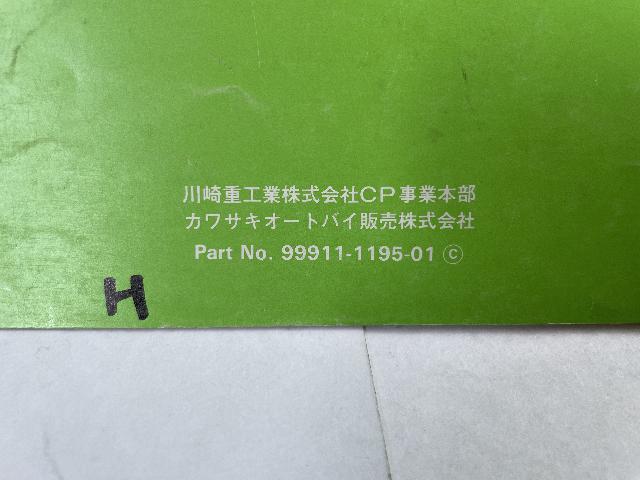 川崎重工業株式会社CP事業本部
カワサキオートバイ販売株式会社
Part No. 99911-1195-01 ©
H